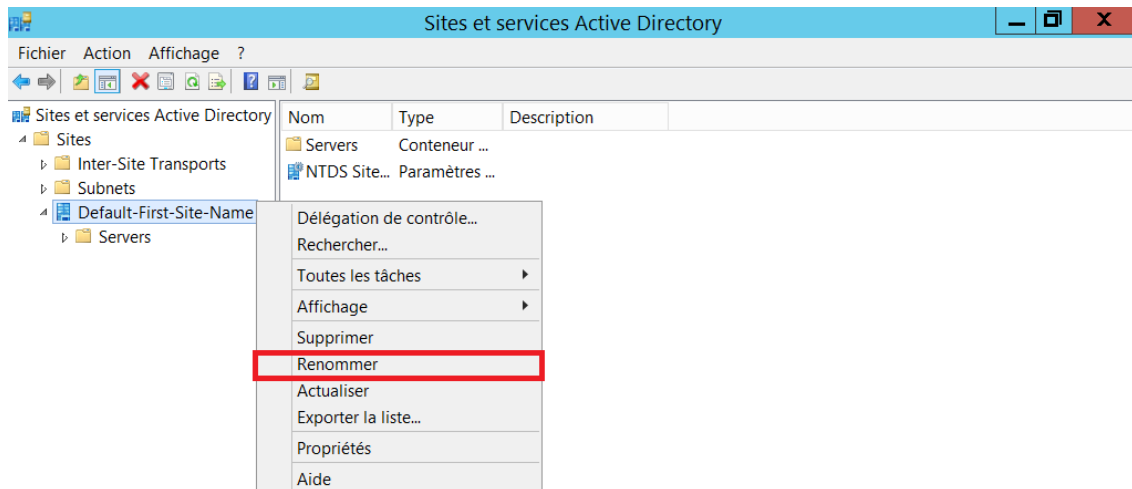 Sites et services Active Directory
X
Fichier Action Affichage ?
Sites et services Active Directory
Nom Type Description
Sites
Servers Conteneur ...
Inter-Site Transports
NTDS Site... Paramètres ...
Subnets
Default-First-Site-Name
Servers
Délégation de contrôle...
Rechercher...
Toutes les tâches
Affichage
Supprimer
Renommer
Actualiser
Exporter la liste...
Propriétés
Aide